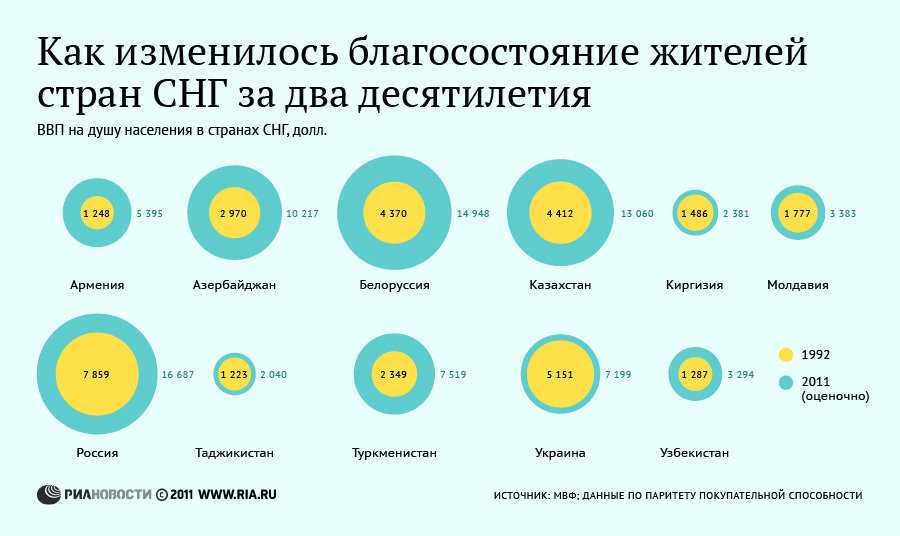 Как изменилось благосостояние жителей
стран СНГ за два десятилетия
ВВП на душу населения в странах СНГ, долл.
1 248 5 395 2 970 10 217 4 370 14 948 4 412 13 060 1 486 2 381 1 777 3 383
Армения Азербайджан Белоруссия Казахстан Киргизия Молдавия
7 859 16 687 1 223 2 040 2 349 7 519 5 151 7 199 1 287 3 294
Россия Таджикистан Туркменистан Украина Узбекистан
1992
2011
(оценочно)
РИАНОВОСТИ © 2011 WWW.RIA.RU
ИСТОЧНИК: МВФ; ДАННЫЕ ПО ПАРИТЕТУ ПОКУПАТЕЛЬНОЙ СПОСОБНОСТИ